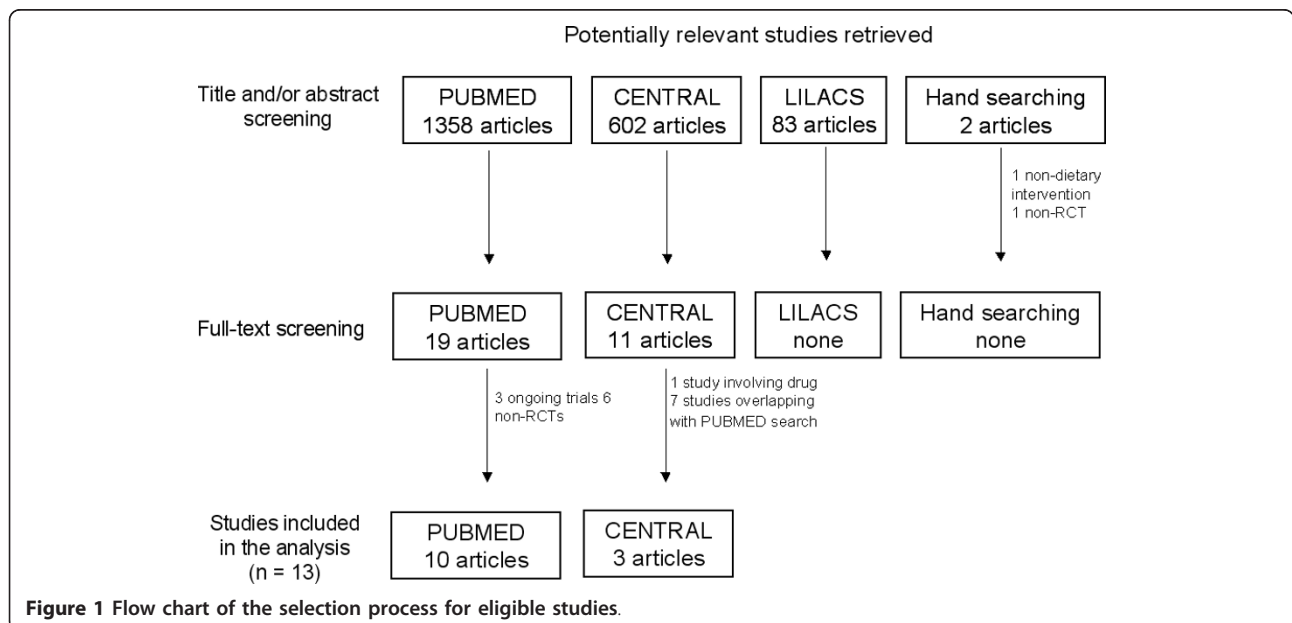 Potentially relevant studies retrieved
Title and/or abstract
screening
PUBMED
1358 articles
CENTRAL
602 articles
LILACS
83 articles
Hand searching
2 articles
1 non-dietary
intervention
1 non-RCT
Full-text screening
PUBMED
19 articles
CENTRAL
11 articles
LILACS
none
Hand searching
none
3 ongoing trials 6
non-RCTs
1 study involving drug
7 studies overlapping
with PUBMED search
Studies included
in the analysis
(n = 13)
PUBMED
10 articles
CENTRAL
3 articles
Figure 1 Flow chart of the selection process for eligible studies.